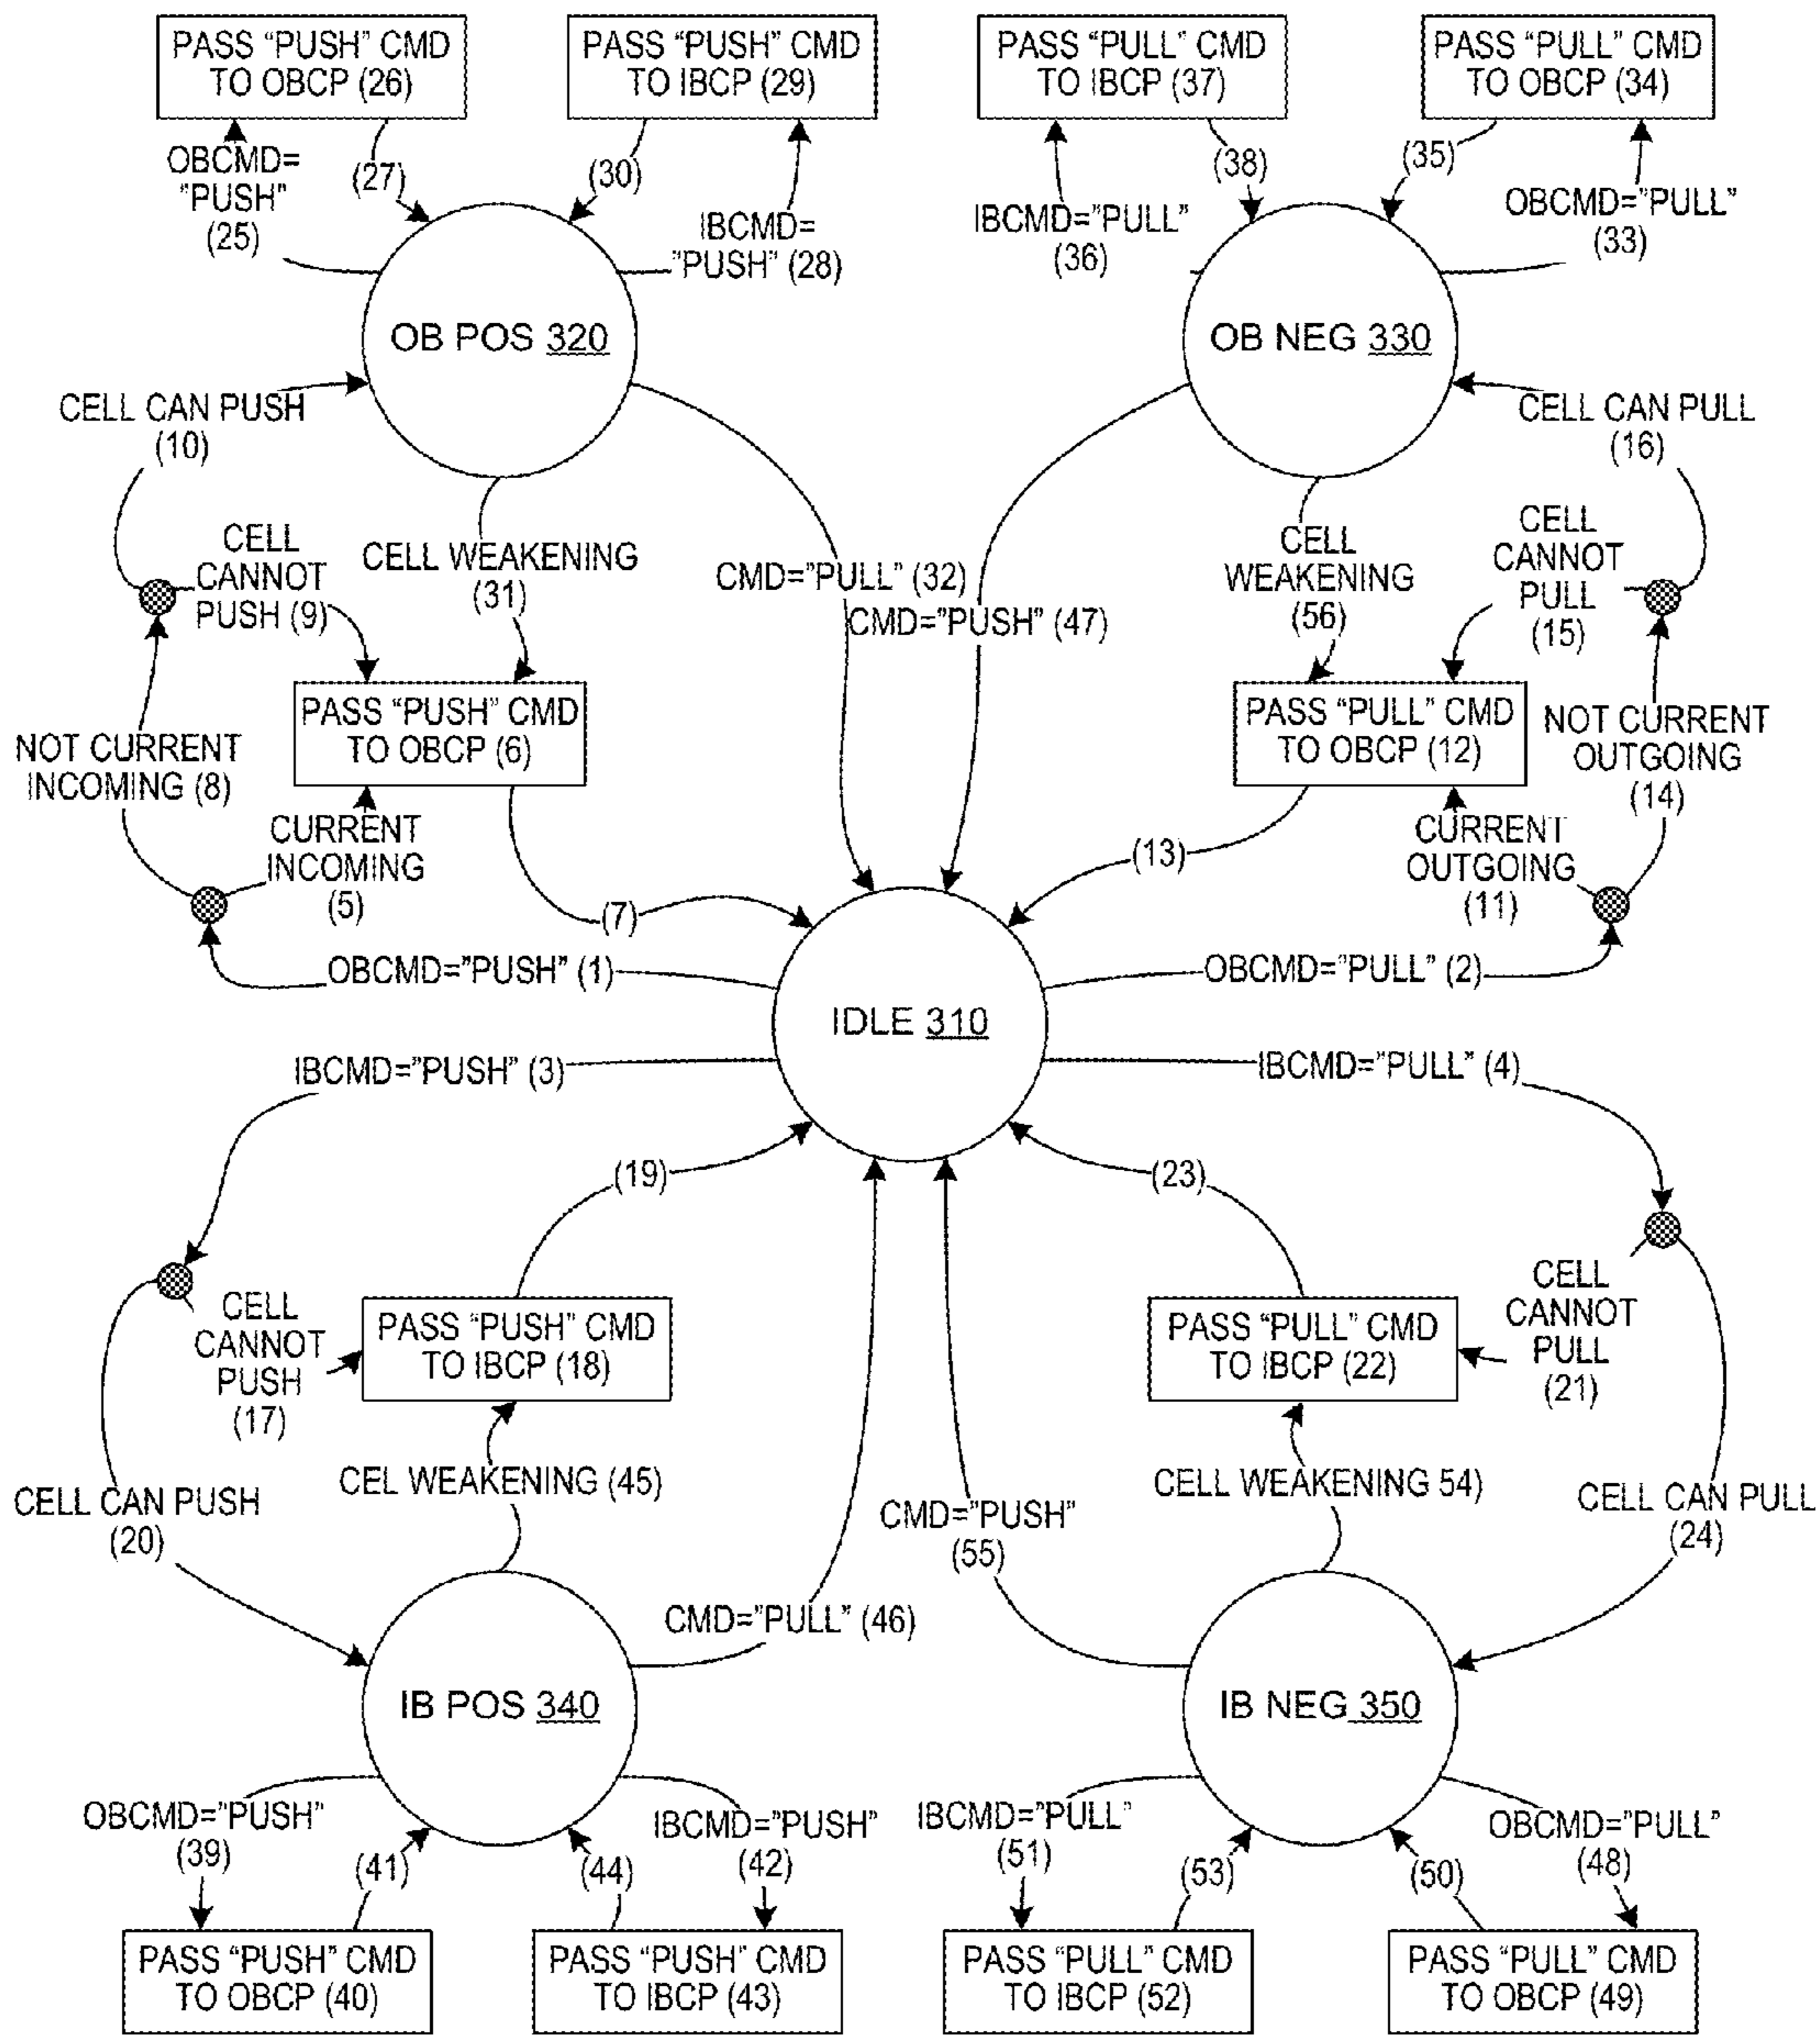 PASS “PUSH” CMD
TO OBCP (26)
PASS “PUSH” CMD
TO IBCP (29)
PASS “PULL” CMD
TO IBCP (37)
PASS “PULL” CMD
TO OBCP (34)
OBCMD=
”PUSH”
(25)
(27)
(30)
IBCMD=
”PUSH” (28)
IBCMD=”PULL”
(36)
(38)
(35)
OBCMD=”PULL”
(33)
OB POS 320
OB NEG 330
CELL CAN PUSH
(10)
CELL CAN PULL
(16)
CELL
CANNOT
PUSH (9)
CELL WEAKENING
(31)
CMD=”PULL” (32)
CMD=”PUSH” (47)
CELL
WEAKENING
(56)
CELL
CANNOT
PULL
(15)
NOT CURRENT
INCOMING (8)
PASS “PUSH” CMD
TO OBCP (6)
PASS “PULL” CMD
TO OBCP (12)
NOT CURRENT
OUTGOING
(14)
CURRENT
INCOMING
(5)
(7)
(13)
CURRENT
OUTGOING
(11)
OBCMD=”PUSH” (1)
OBCMD=”PULL” (2)
IDLE 310
IBCMD=”PUSH” (3)
IBCMD=”PULL” (4)
(19)
(23)
CELL
CANNOT
PUSH
(17)
PASS “PUSH” CMD
TO IBCP (18)
PASS “PULL” CMD
TO IBCP (22)
CELL
CANNOT
PULL
(21)
CELL CAN PUSH
(20)
CEL WEAKENING (45)
CMD=”PUSH”
(55)
CELL WEAKENING 54)
CELL CAN PULL
(24)
CMD=”PULL” (46)
IB POS 340
IB NEG 350
OBCMD=”PUSH”
(39)
(41)
(44)
IBCMD=”PUSH”
(42)
IBCMD=”PULL”
(51)
(53)
(50)
OBCMD=”PULL”
(48)
PASS “PUSH” CMD
TO OBCP (40)
PASS “PUSH” CMD
TO IBCP (43)
PASS “PULL” CMD
TO IBCP (52)
PASS “PULL” CMD
TO OBCP (49)